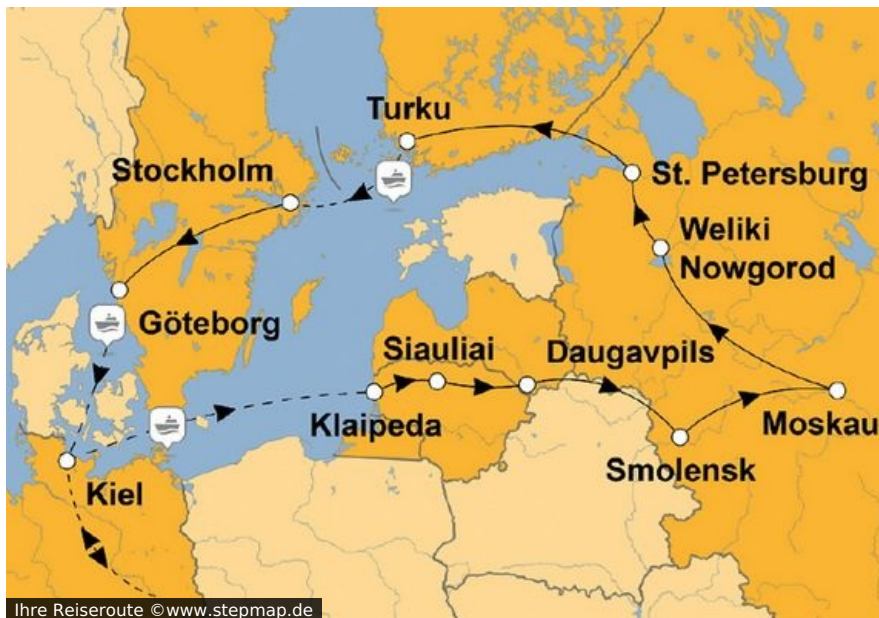 Turku
Stockholm
St. Petersburg
Weliki
Nowgorod
Göteborg
Siauliai
Daugavpils
Klaipeda
Moskau
Smolensk
Kiel
Ihre Reiseroute ©www.stepmap.de